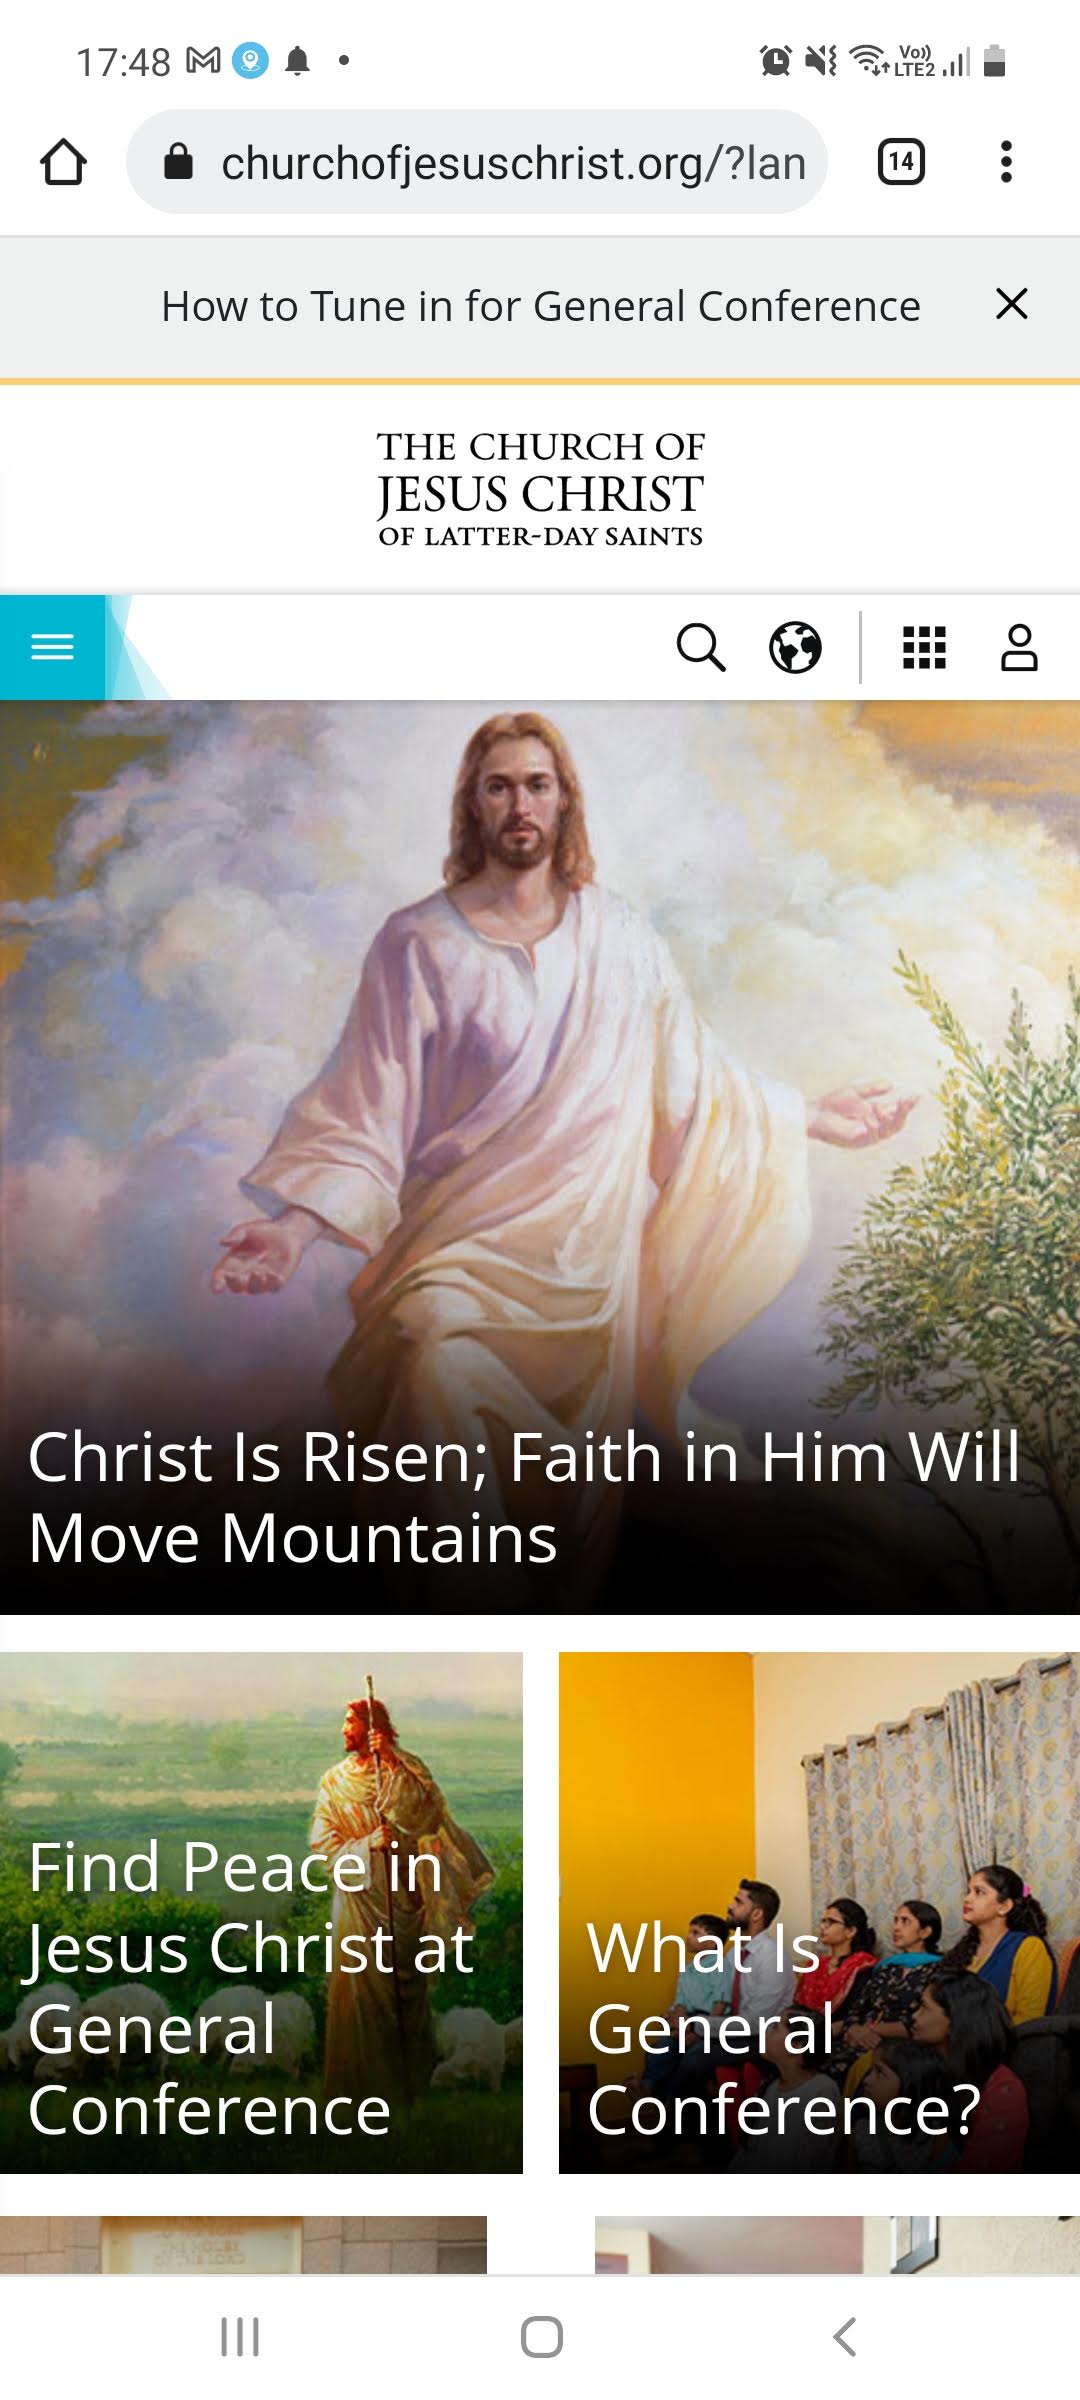 17:48
Vo))
LTE2
churchofjesuschrist.org/?lan
14
How to Tune in for General Conference
THE CHURCH OF
JESUS CHRIST
OF LATTER-DAY SAINTS
Christ Is Risen; Faith in Him Will
Move Mountains
Find Peace in
Jesus Christ at
General
Conference
What Is
General
Conference?